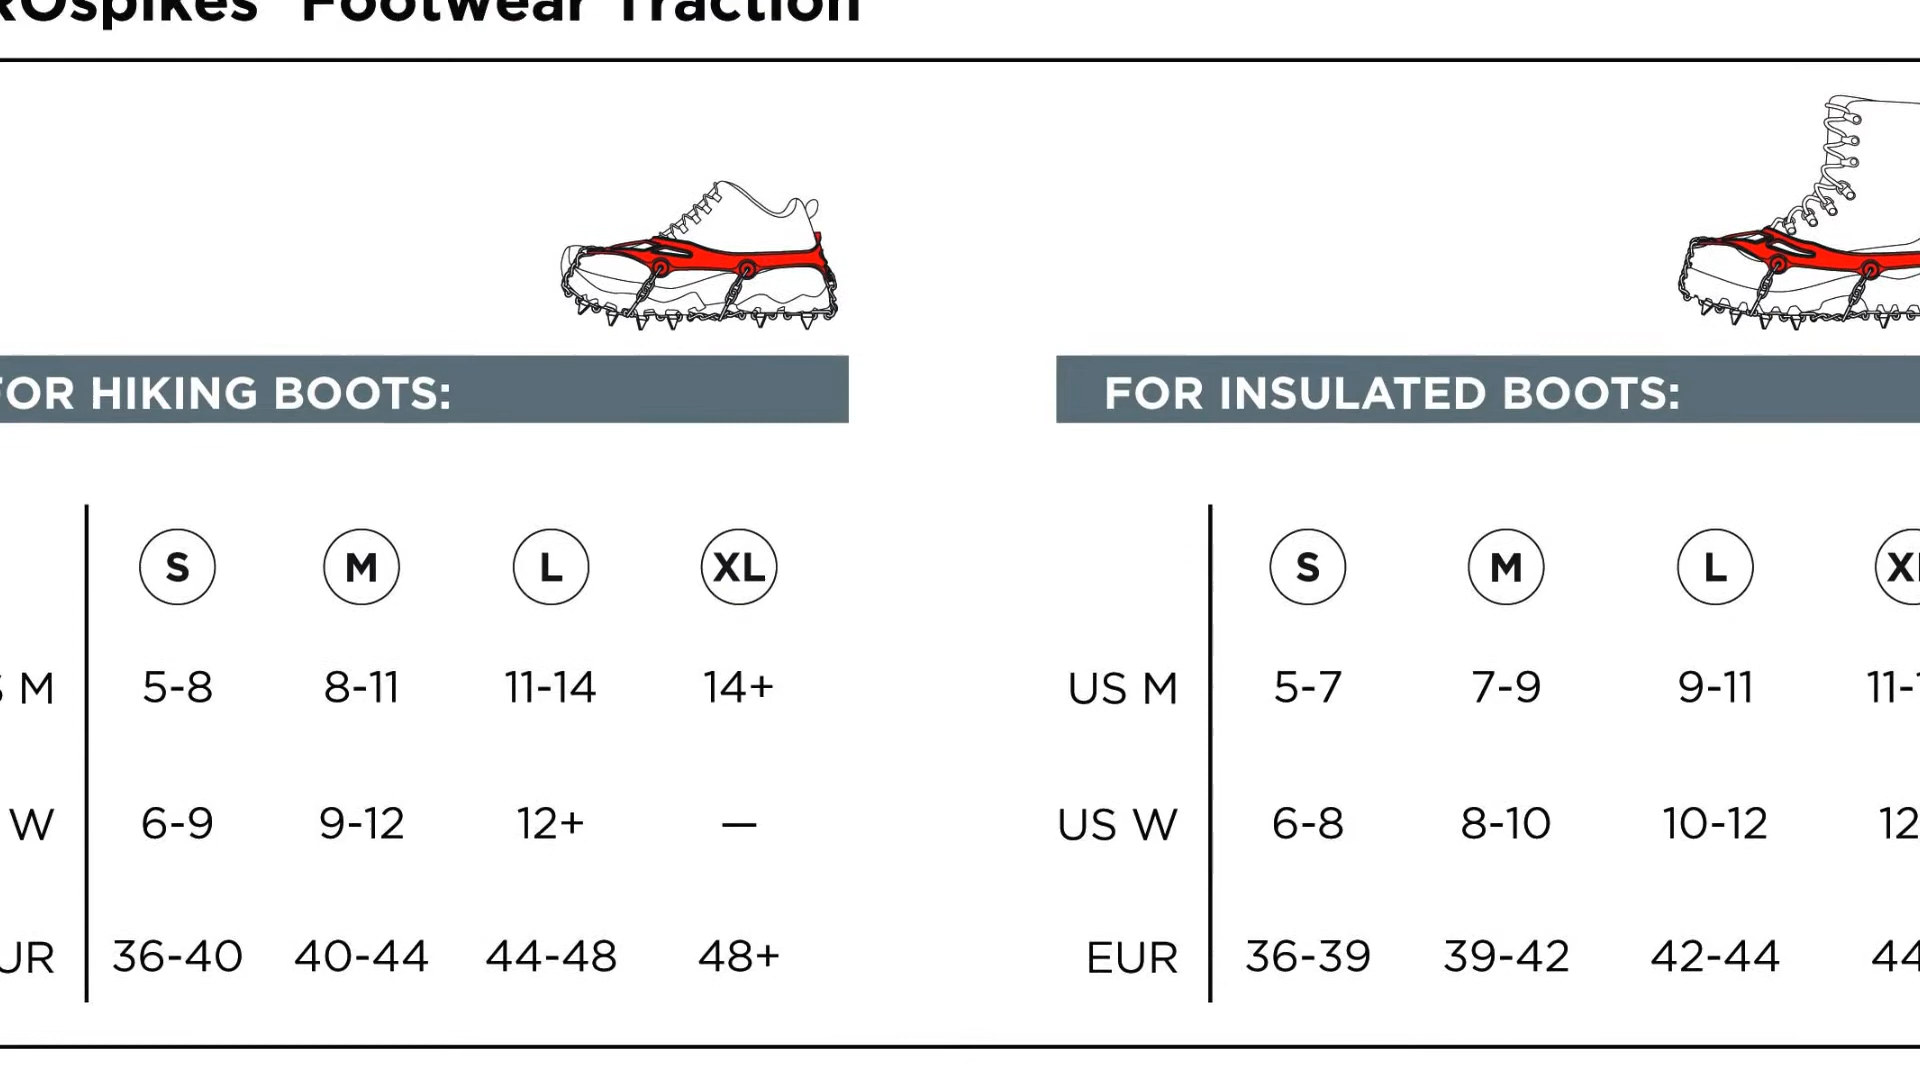 Footwear Traction
FOR HIKING BOOTS:
S M L XL
M 5-8 8-11 11-14 14+
W 6-9 9-12 12+ —
36-40 40-44 44-48 48+
FOR INSULATED BOOTS:
S M L
US M 5-7 7-9 9-11
US W 6-8 8-10 10-12
EUR 36-39 39-42 42-44